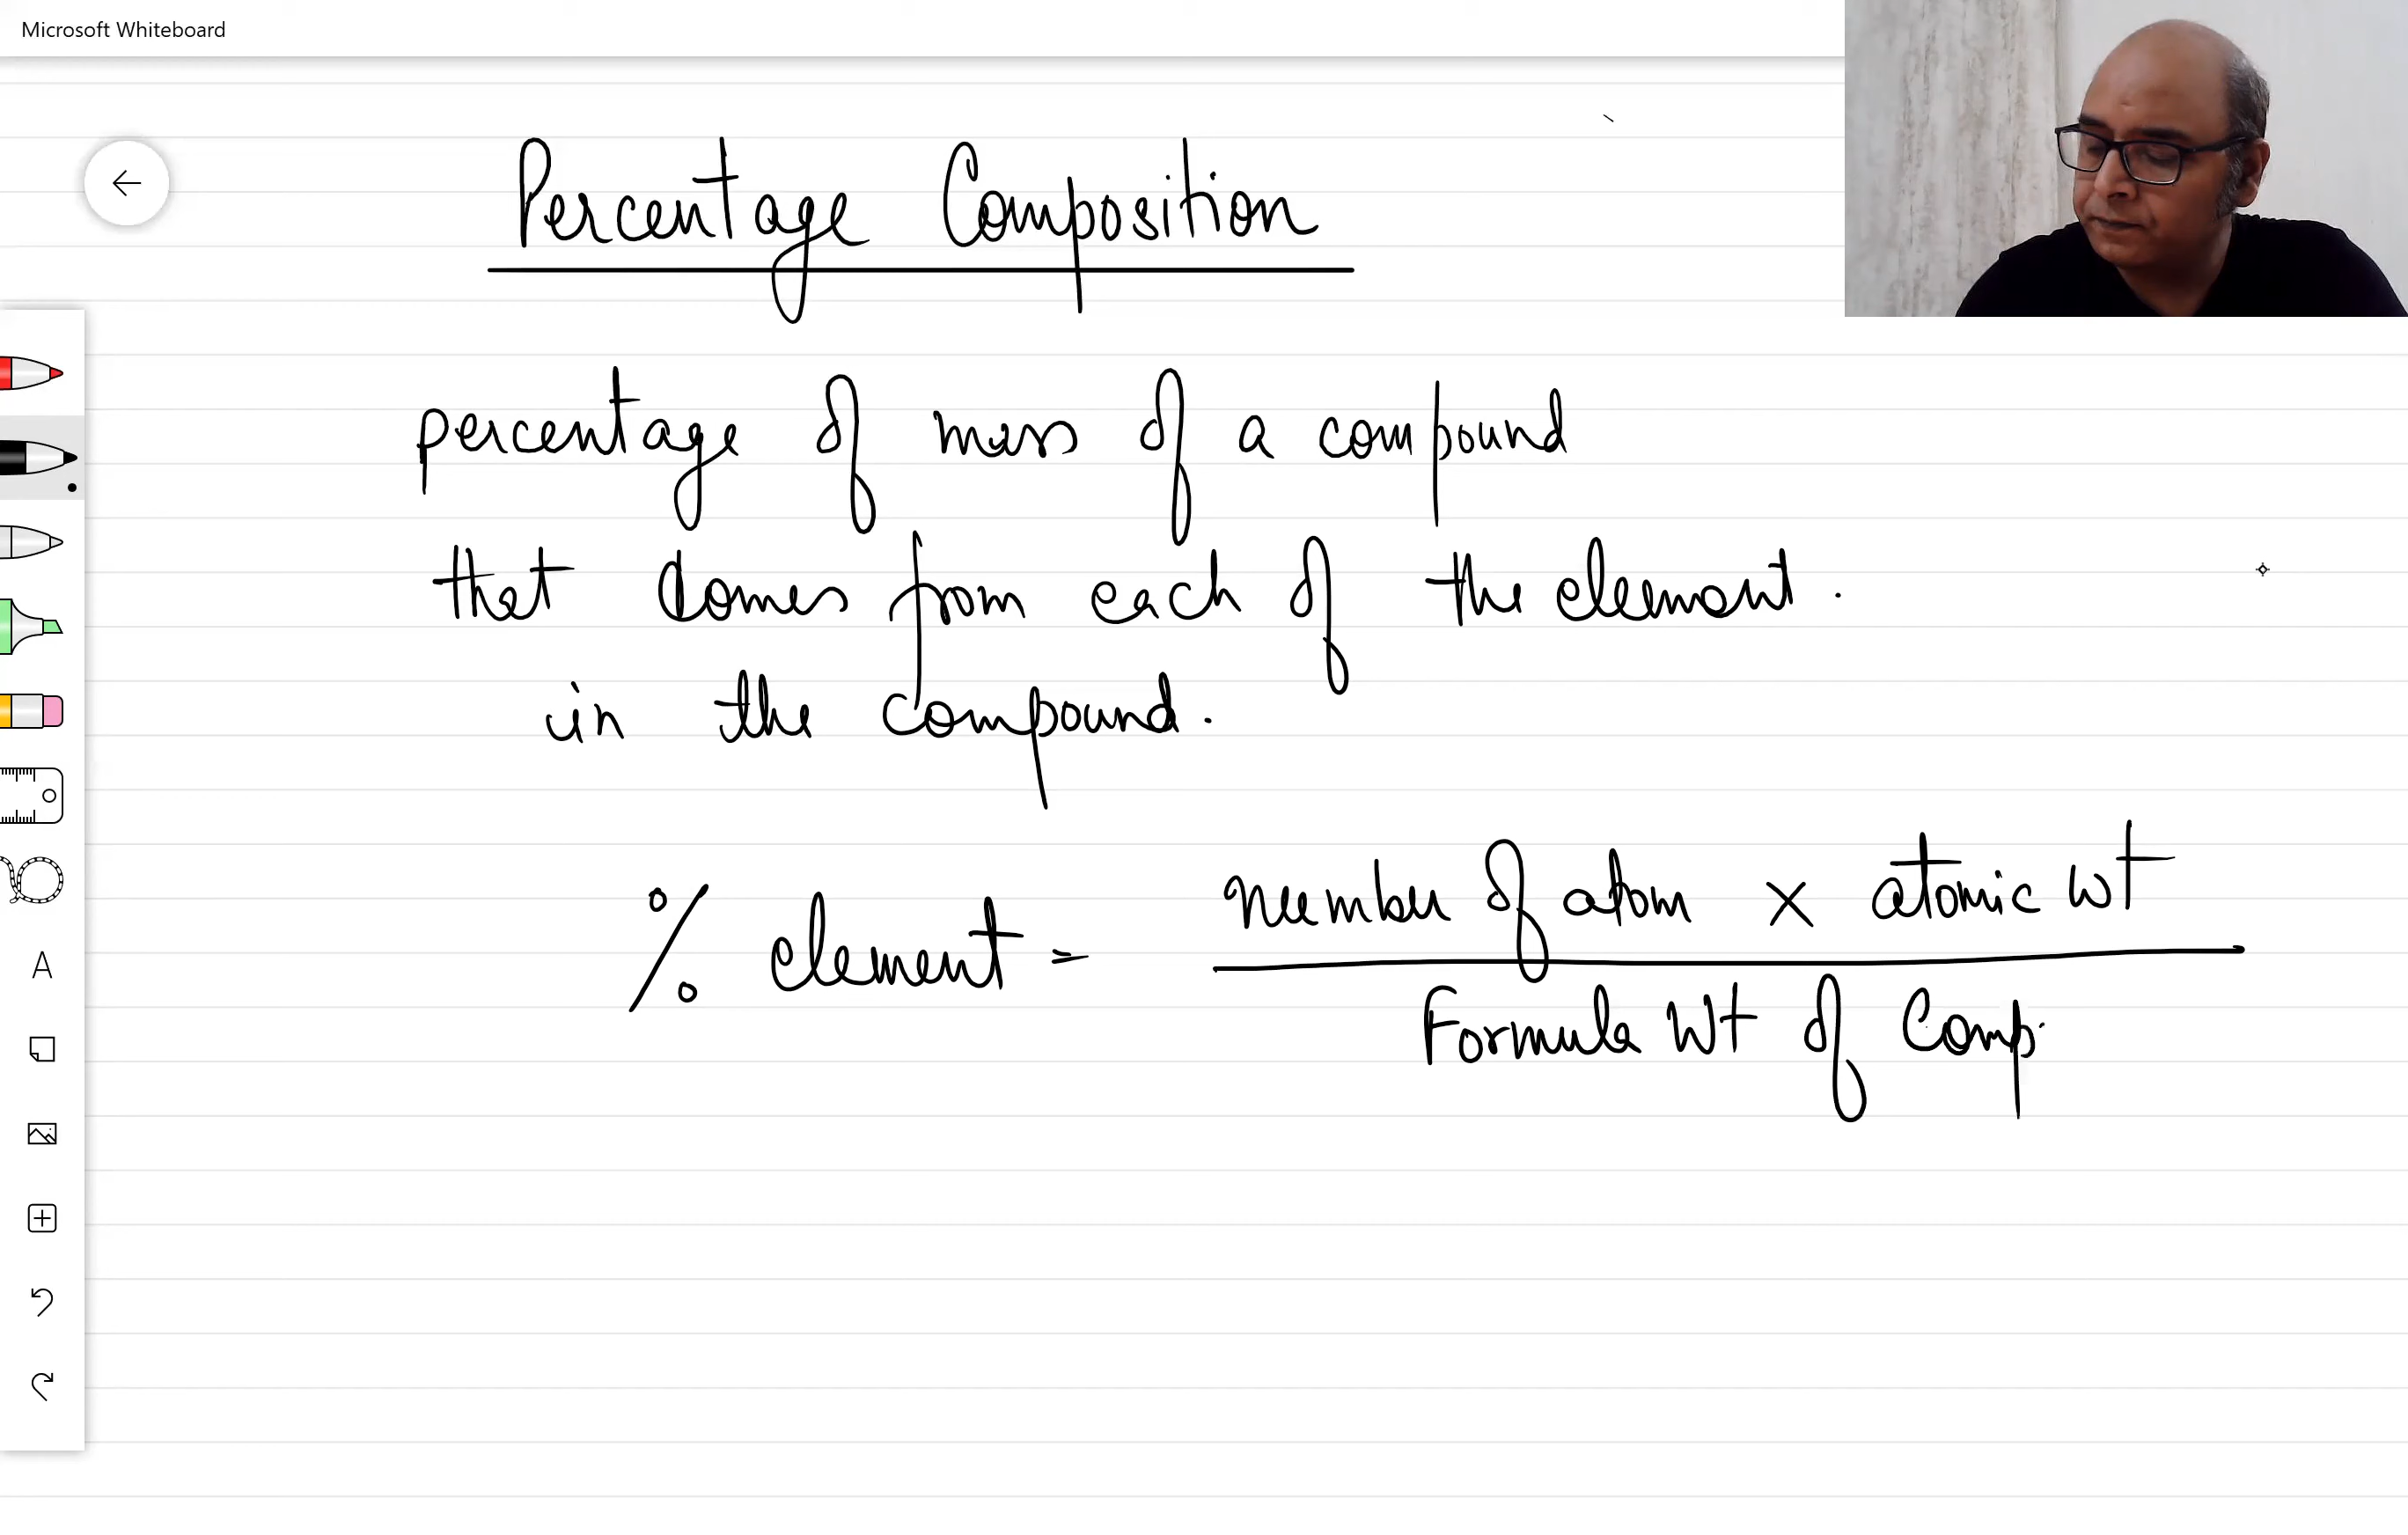 Microsoft Whiteboard
Percentage Composition
percentage of mass of a compound
that comes from each of the element.
in the compound.
% element = number of atom × atomic wt
Formula Wt of Comp.
A